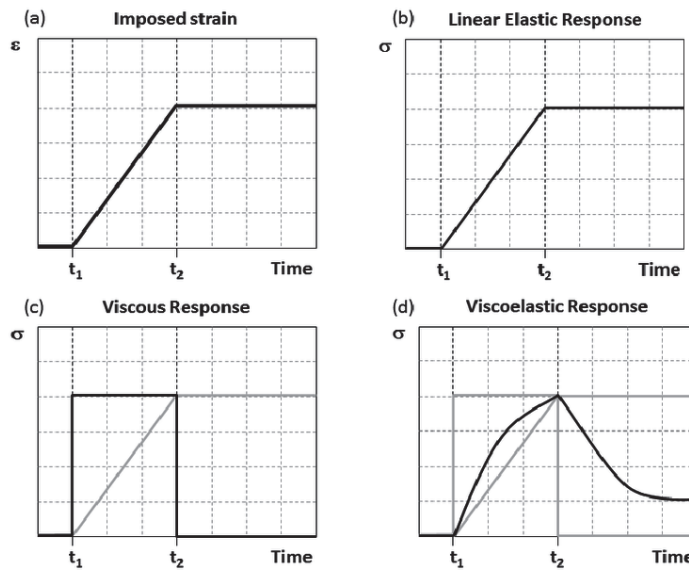 (a) Imposed strain
ε
t1 t2 Time
(b) Linear Elastic Response
σ
t1 t2 Time
(c) Viscous Response
σ
t1 t2 Time
(d) Viscoelastic Response
σ
t1 t2 Time